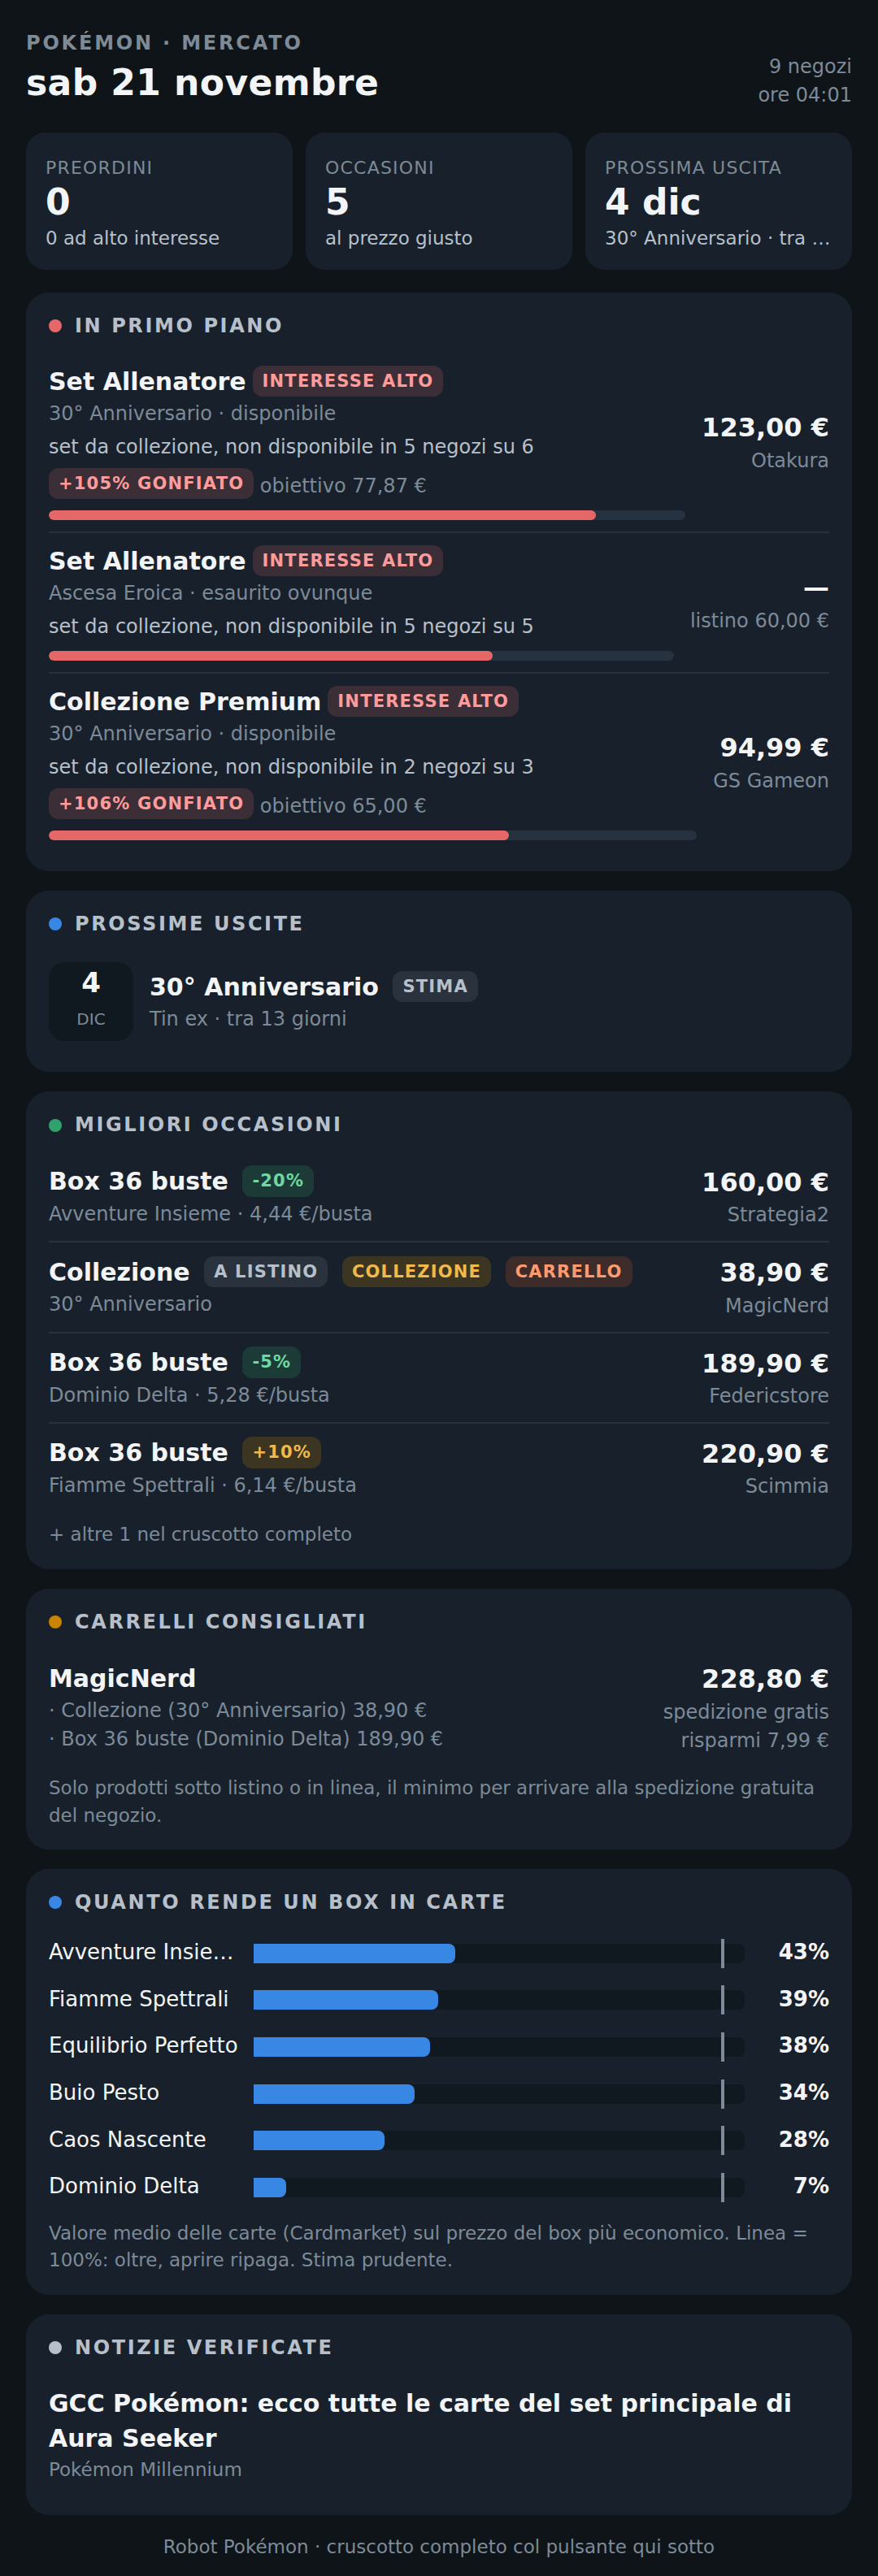 POKÉMON · MERCATO
sab 21 novembre
9 negozi
ore 04:01
PREORDINI
0
0 ad alto interesse
OCCASIONI
5
al prezzo giusto
PROSSIMA USCITA
4 dic
30° Anniversario · tra …
IN PRIMO PIANO
Set Allenatore INTERESSE ALTO
30° Anniversario · disponibile
set da collezione, non disponibile in 5 negozi su 6
+105% GONFIATO obiettivo 77,87 €
123,00 €
Otakura
Set Allenatore INTERESSE ALTO
Ascesa Eroica · esaurito ovunque
set da collezione, non disponibile in 5 negozi su 5
—
listino 60,00 €
Collezione Premium INTERESSE ALTO
30° Anniversario · disponibile
set da collezione, non disponibile in 2 negozi su 3
+106% GONFIATO obiettivo 65,00 €
94,99 €
GS Gameon
PROSSIME USCITE
4
DIC
30° Anniversario STIMA
Tin ex · tra 13 giorni
MIGLIORI OCCASIONI
Box 36 buste -20%
Avventure Insieme · 4,44 €/busta
160,00 €
Strategia2
Collezione A LISTINO COLLEZIONE CARRELLO
30° Anniversario
38,90 €
MagicNerd
Box 36 buste -5%
Dominio Delta · 5,28 €/busta
189,90 €
Federicstore
Box 36 buste +10%
Fiamme Spettrali · 6,14 €/busta
220,90 €
Scimmia
+ altre 1 nel cruscotto completo
CARRELLI CONSIGLIATI
MagicNerd
· Collezione (30° Anniversario) 38,90 €
· Box 36 buste (Dominio Delta) 189,90 €
228,80 €
spedizione gratis
risparmi 7,99 €
Solo prodotti sotto listino o in linea, il minimo per arrivare alla spedizione gratuita
del negozio.
QUANTO RENDE UN BOX IN CARTE
Avventure Insie… 43%
Fiamme Spettrali 39%
Equilibrio Perfetto 38%
Buio Pesto 34%
Caos Nascente 28%
Dominio Delta 7%
Valore medio delle carte (Cardmarket) sul prezzo del box più economico. Linea =
100%: oltre, aprire ripaga. Stima prudente.
NOTIZIE VERIFICATE
GCC Pokémon: ecco tutte le carte del set principale di
Aura Seeker
Pokémon Millennium
Robot Pokémon · cruscotto completo col pulsante qui sotto